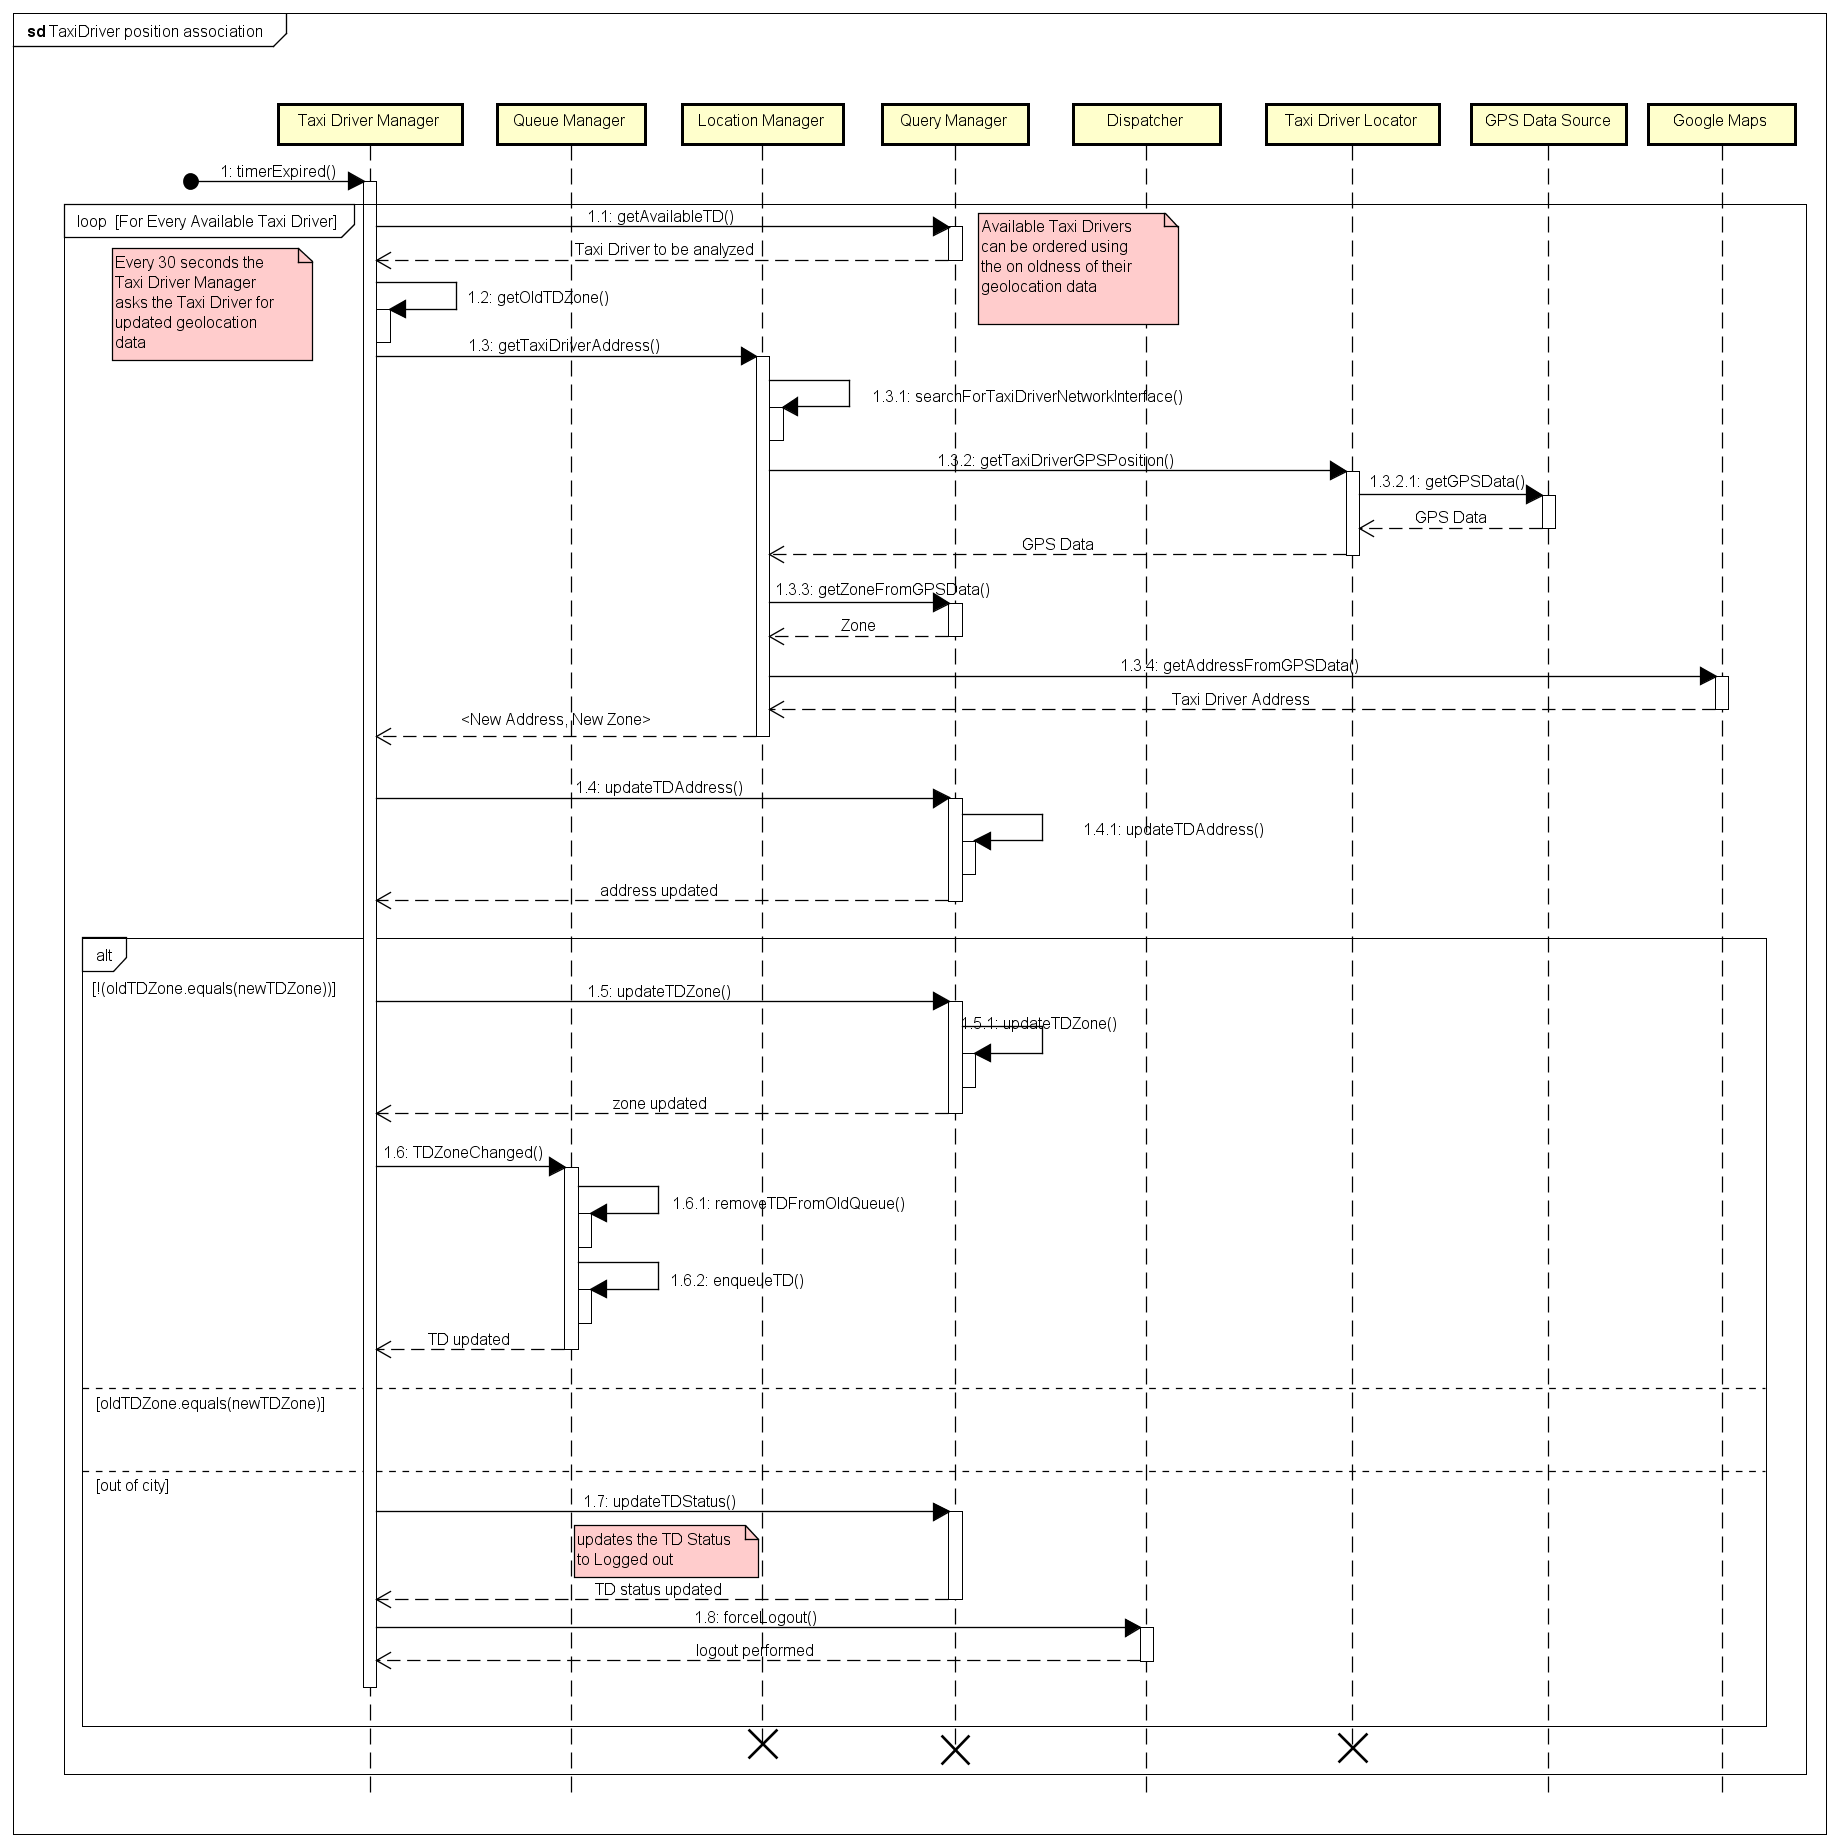 sd TaxiDriver position association
Taxi Driver Manager
Queue Manager
Location Manager
Query Manager
Dispatcher
Taxi Driver Locator
GPS Data Source
Google Maps
1: timerExpired()
loop [For Every Available Taxi Driver]
1.1: getAvailableTD()
Available Taxi Drivers
can be ordered using
the on oldness of their
geolocation data
Taxi Driver to be analyzed
Every 30 seconds the
Taxi Driver Manager
asks the Taxi Driver for
updated geolocation
data
1.2: getOldTDZone()
1.3: getTaxiDriverAddress()
1.3.1: searchForTaxiDriverNetworkInterface()
1.3.2: getTaxiDriverGPSPosition()
1.3.2.1: getGPSData()
GPS Data
GPS Data
1.3.3: getZoneFromGPSData()
Zone
1.3.4: getAddressFromGPSData()
Taxi Driver Address
<New Address, New Zone>
1.4: updateTDAddress()
1.4.1: updateTDAddress()
address updated
alt
[!(oldTDZone.equals(newTDZone))]
1.5: updateTDZone()
1.5.1: updateTDZone()
zone updated
1.6: TDZoneChanged()
1.6.1: removeTDFromOldQueue()
1.6.2: enqueueTD()
TD updated
[oldTDZone.equals(newTDZone)]
[out of city]
1.7: updateTDStatus()
updates the TD Status
to Logged out
TD status updated
1.8: forceLogout()
logout performed